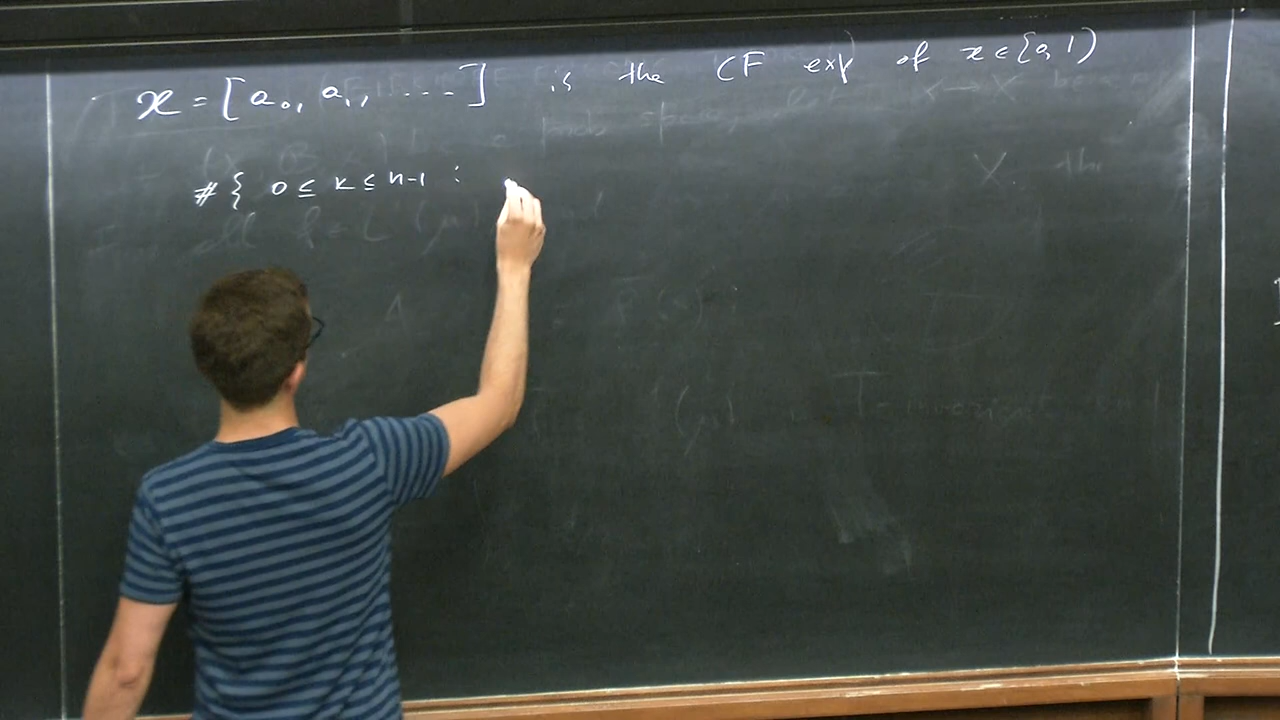 x = [a₀, a₁, ....] is the CF exp of x ∈ [0, 1)
# { 0 ≤ k ≤ n-1 :